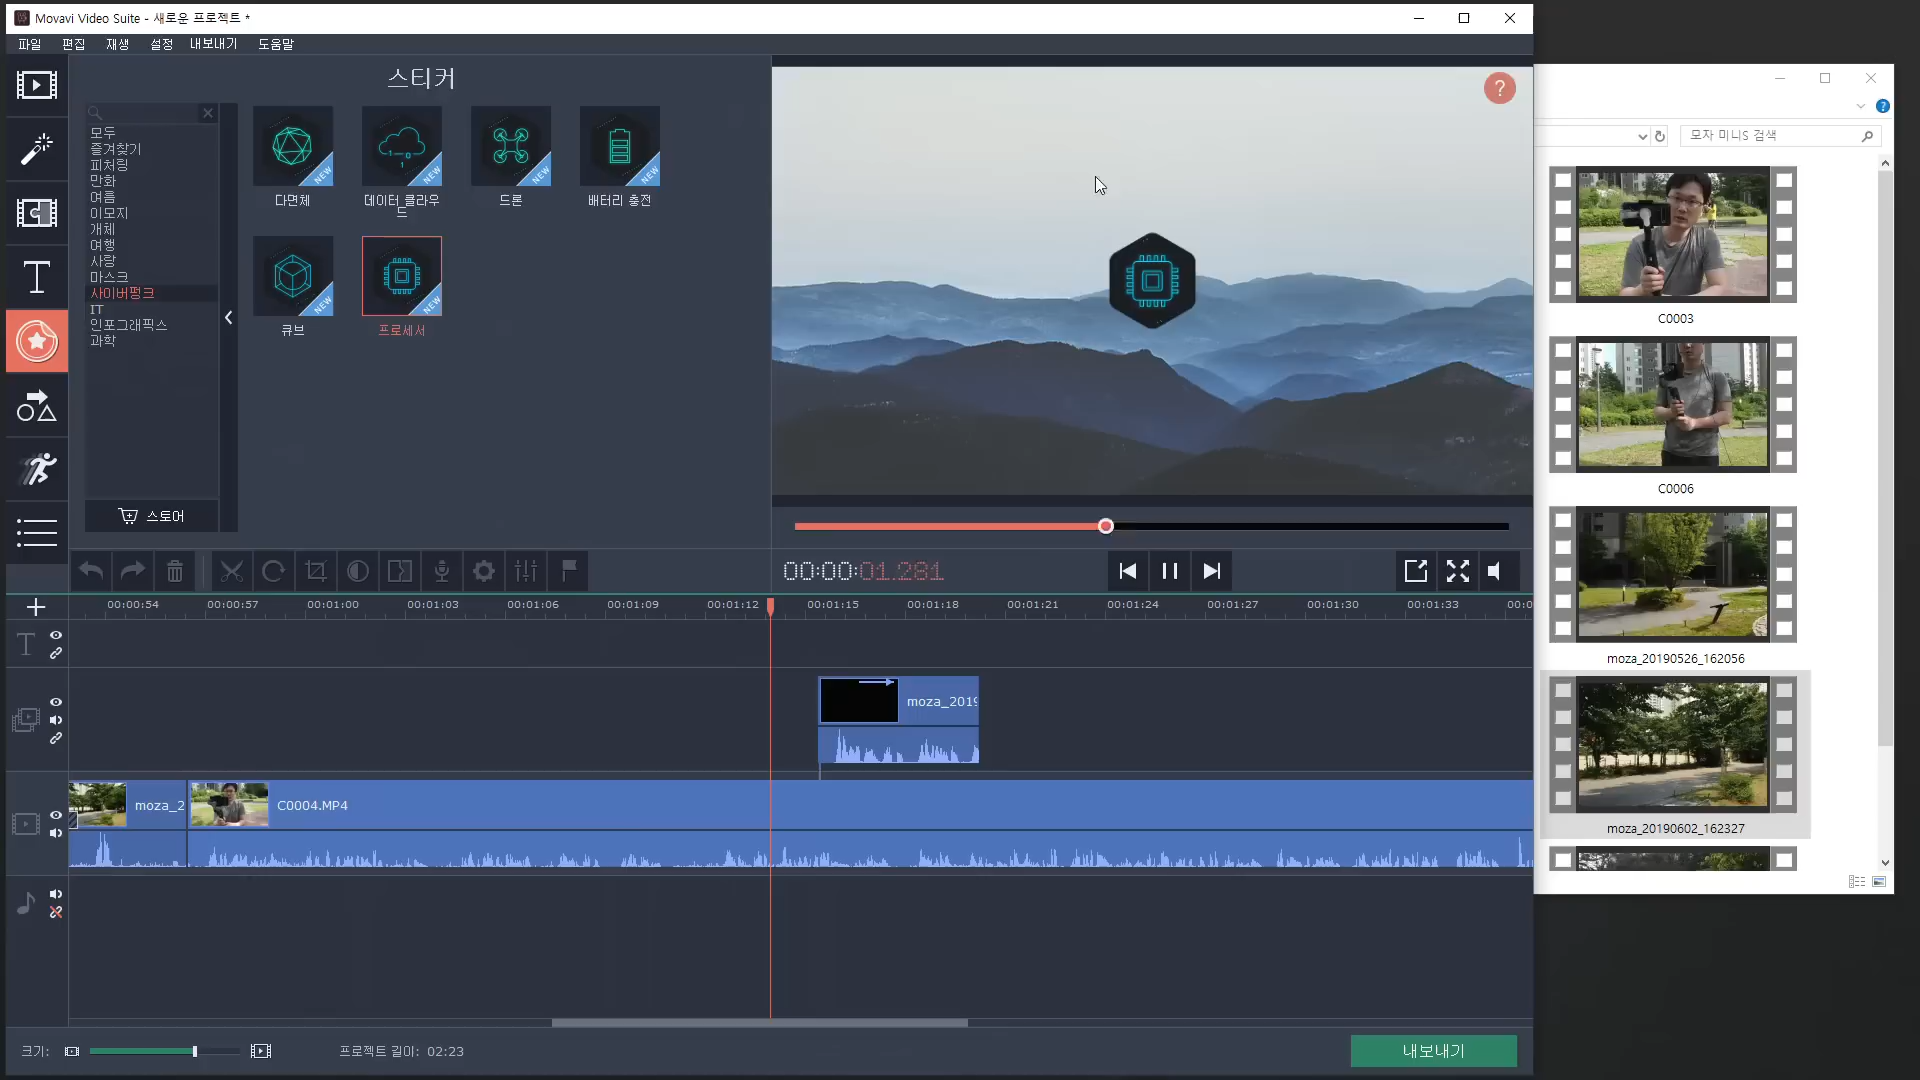 Movavi Video Suite - 새로운 프로젝트 *
파일 편집 재생 설정 내보내기 도움말
스티커
모두
즐겨찾기
피처링
만화
여름
이모지
개체
여행
사랑
마스크
사이버펑크
IT
인포그래픽스
과학
스토어
NEW
다면체
NEW
데이터 클라우
드
NEW
드론
NEW
배터리 충전
NEW
큐브
NEW
프로세서
?
00:00:01.281
00:00:54 00:00:57 00:01:00 00:01:03 00:01:06 00:01:09 00:01:12 00:01:15 00:01:18 00:01:21 00:01:24 00:01:27 00:01:30 00:01:33 00:0
T
moza_2019
moza_2
C0004.MP4
크기:
프로젝트 길이: 02:23
내보내기
?
모자 미니S 검색
C0003
C0006
moza_20190526_162056
moza_20190602_162327